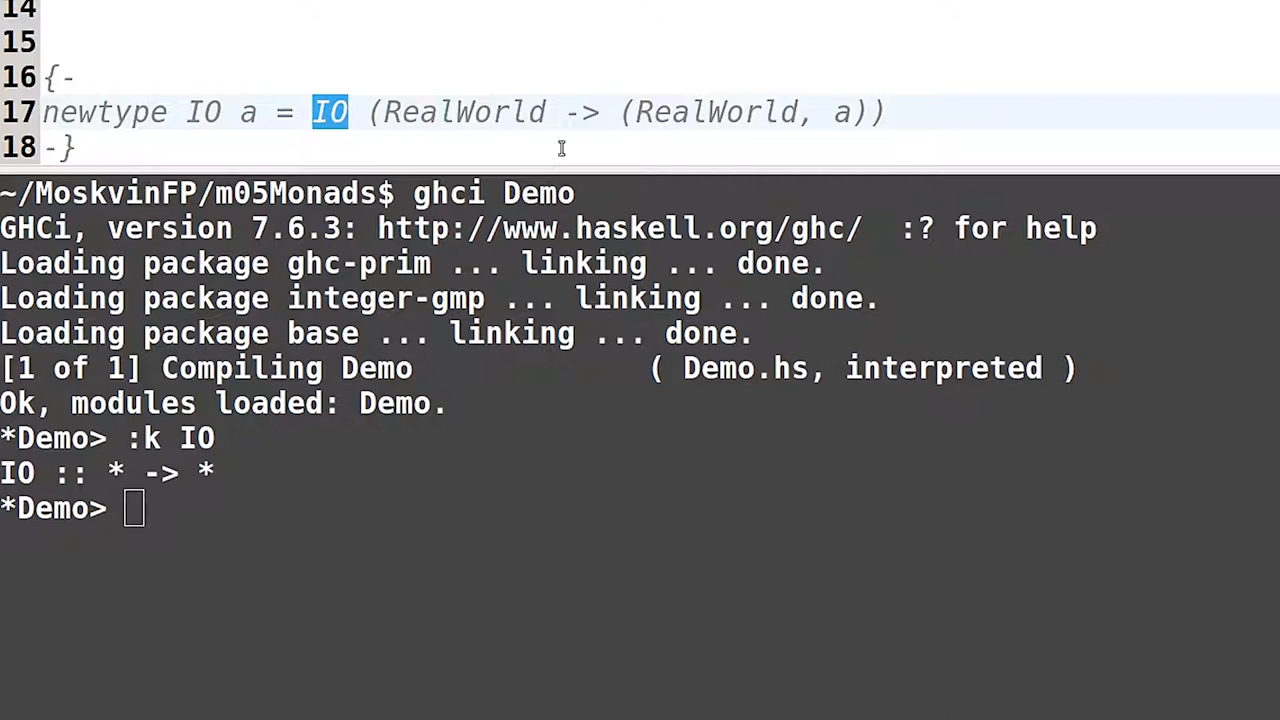 14
15
16 {-
17 newtype IO a = IO (RealWorld -> (RealWorld, a))
18 -}
~/MoskvinFP/m05Monads$ ghci Demo
GHCi, version 7.6.3: http://www.haskell.org/ghc/  :? for help
Loading package ghc-prim ... linking ... done.
Loading package integer-gmp ... linking ... done.
Loading package base ... linking ... done.
[1 of 1] Compiling Demo             ( Demo.hs, interpreted )
Ok, modules loaded: Demo.
*Demo> :k IO
IO :: * -> *
*Demo>